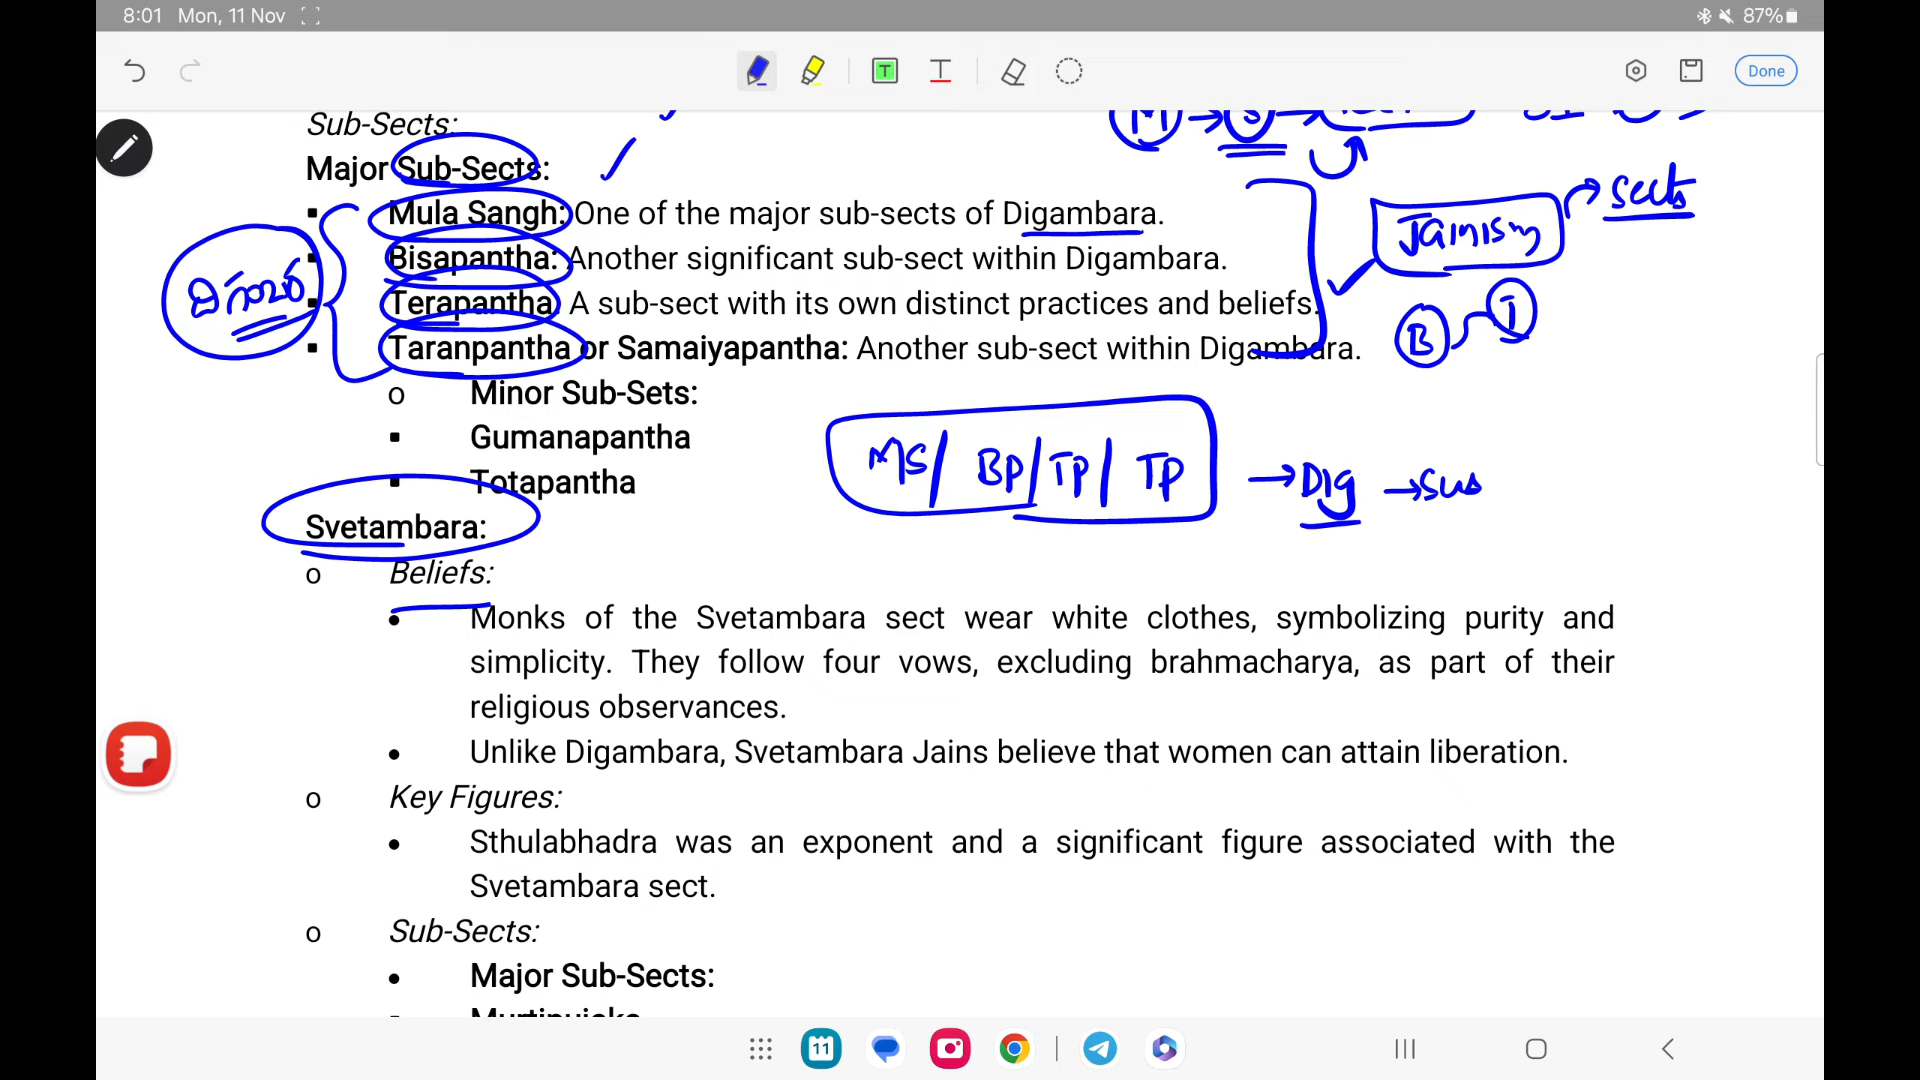 8:01 Mon, 11 Nov
87%
T
T
Done
Sub-Sects:
M → S →
Major Sub-Sects:
sects
Mula Sangh: One of the major sub-sects of Digambara.
Jainism
Bisapantha: Another significant sub-sect within Digambara.
Terapantha: A sub-sect with its own distinct practices and beliefs.
B
Taranpantha or Samaiyapantha: Another sub-sect within Digambara.
o Minor Sub-Sets:
▪ Gumanapantha
MS/ BP/TP/ TP → Dig → sus
▪ Totapantha
Svetambara:
o Beliefs:
• Monks of the Svetambara sect wear white clothes, symbolizing purity and
simplicity. They follow four vows, excluding brahmacharya, as part of their
religious observances.
• Unlike Digambara, Svetambara Jains believe that women can attain liberation.
o Key Figures:
• Sthulabhadra was an exponent and a significant figure associated with the
Svetambara sect.
o Sub-Sects:
• Major Sub-Sects:
Murtipujaka
11